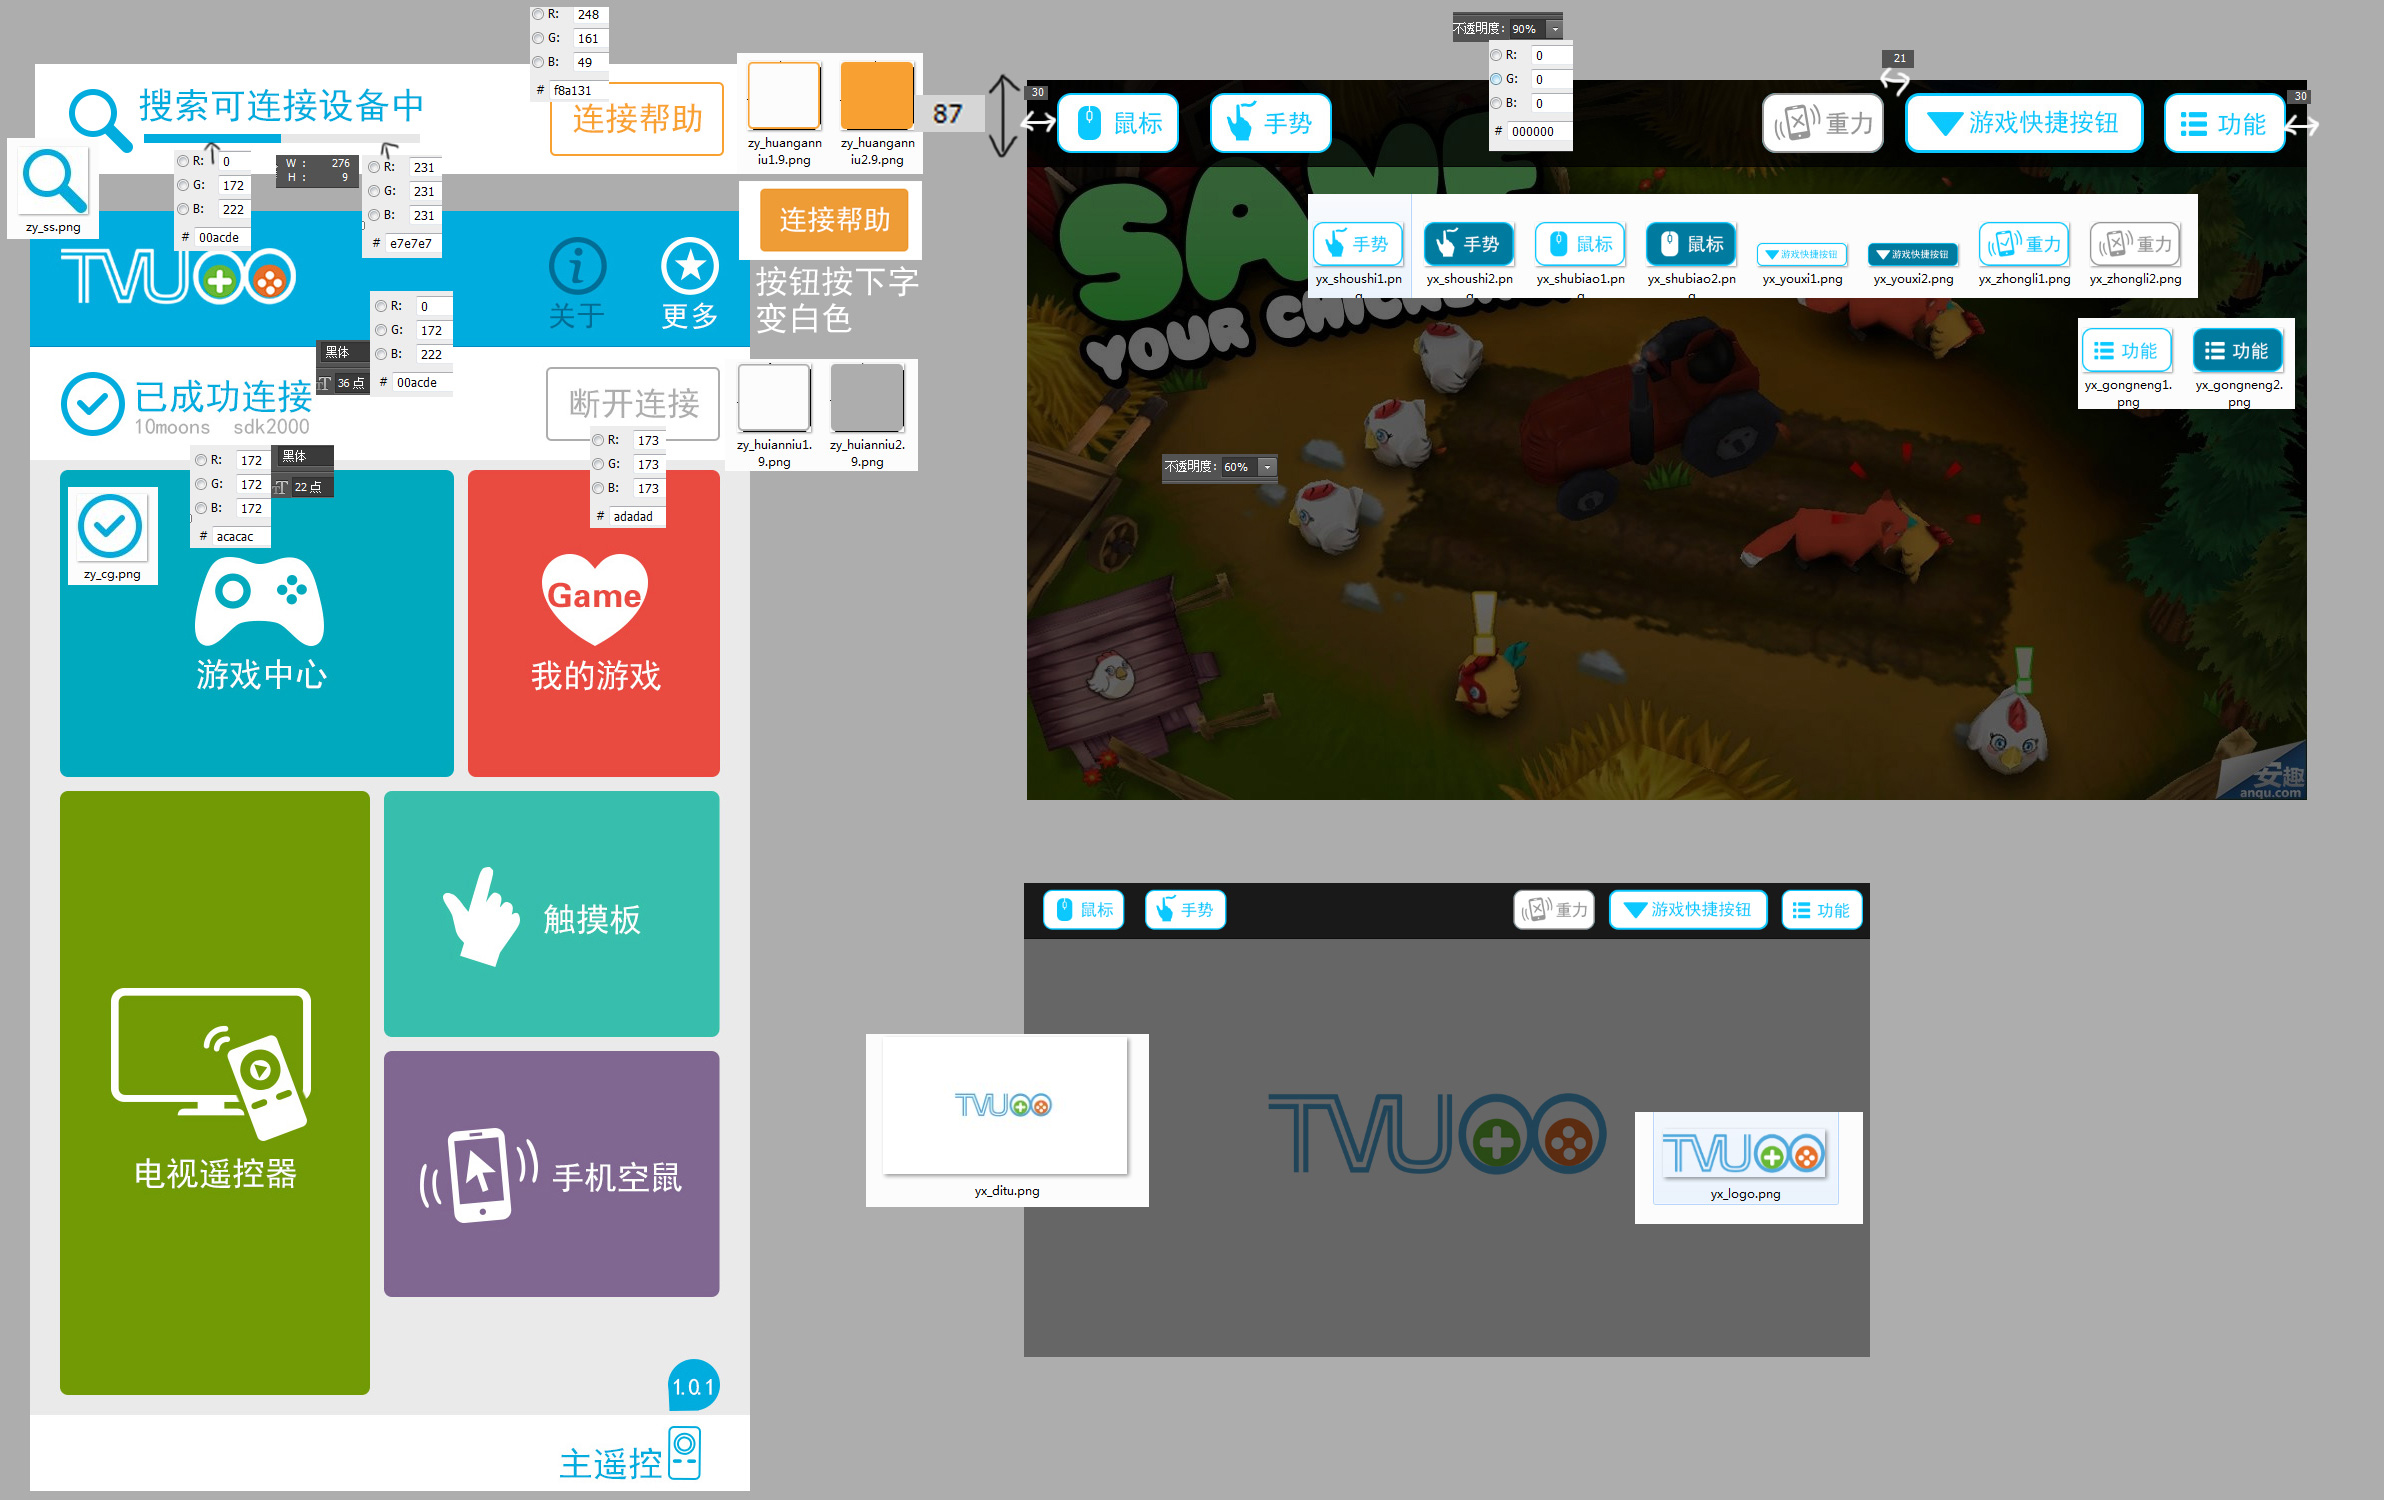 搜索可连接设备中
R: 248
G: 161
B: 49
# f8a131
连接帮助
zy_huangann
iu1.9.png
zy_huangann
iu2.9.png
zy_ss.png
R: 0
G: 172
B: 222
# 00acde
W : 276
H : 9
R: 231
G: 231
B: 231
# e7e7e7
连接帮助
按钮按下字
变白色
TVUOO
关于
更多
R: 0
G: 172
B: 222
# 00acde
黑体
36 点
已成功连接
10moons sdk2000
断开连接
zy_huianniu1.
9.png
zy_huianniu2.
9.png
R: 172
G: 172
B: 172
# acacac
黑体
22 点
R: 173
G: 173
B: 173
# adadad
zy_cg.png
游戏中心
Game
我的游戏
电视遥控器
触摸板
手机空鼠
1.0.1
主遥控
87
30
鼠标
手势
不透明度: 90%
R: 0
G: 0
B: 0
# 000000
重力
21
游戏快捷按钮
功能
30
SAVE
YOUR CHICKEN
手势
手势
鼠标
鼠标
游戏快捷按钮
游戏快捷按钮
重力
重力
yx_shoushi1.pn
g
yx_shoushi2.pn
g
yx_shubiao1.pn
g
yx_shubiao2.pn
g
yx_youxi1.png
yx_youxi2.png
yx_zhongli1.png
yx_zhongli2.png
功能
功能
yx_gongneng1.
png
yx_gongneng2.
png
不透明度: 60%
安趣
anqu.com
鼠标
手势
重力
游戏快捷按钮
功能
TVUOO
yx_ditu.png
TVUOO
TVUOO
yx_logo.png